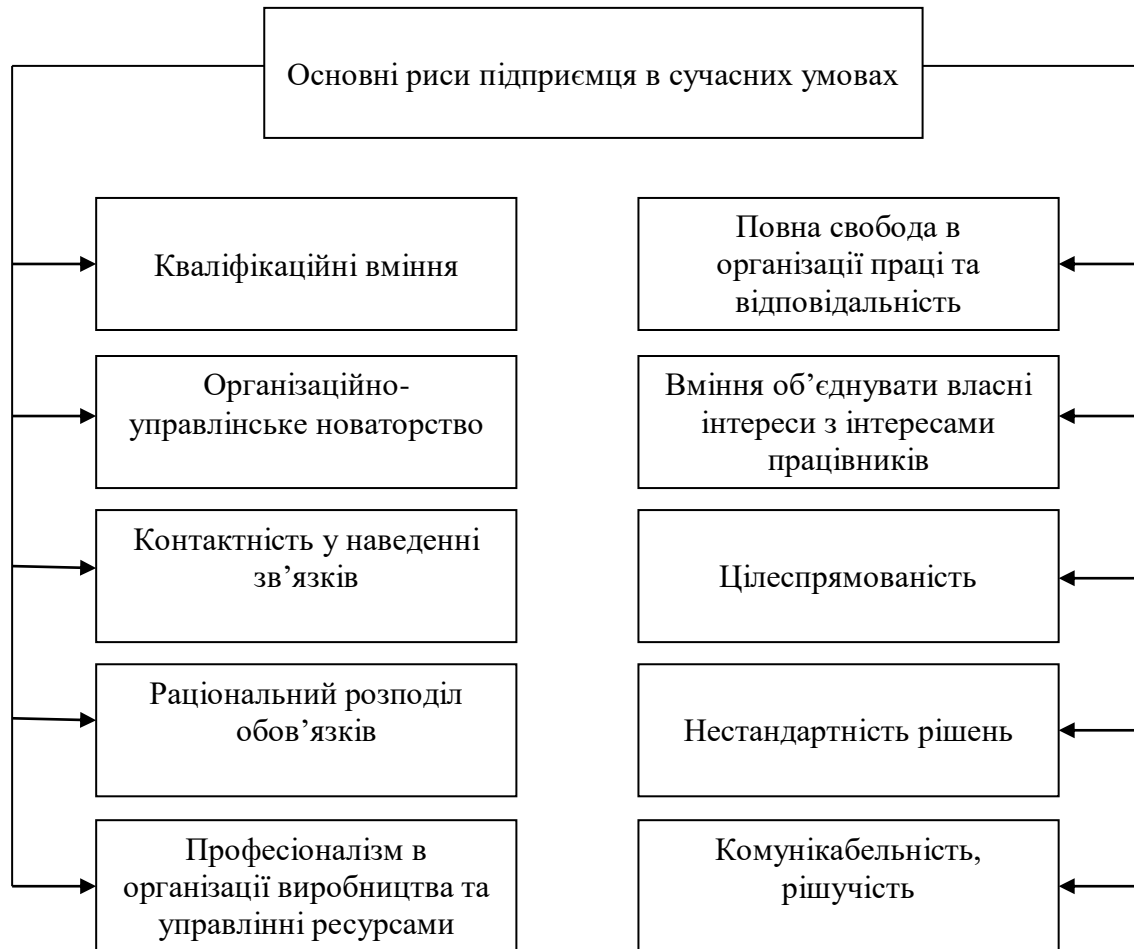 Основні риси підприємця в сучасних умовах
Кваліфікаційні вміння
Організаційно-
управлінське новаторство
Контактність у наведенні
зв’язків
Раціональний розподіл
обов’язків
Професіоналізм в
організації виробництва та
управлінні ресурсами
Повна свобода в
організації праці та
відповідальність
Вміння об’єднувати власні
інтереси з інтересами
працівників
Цілеспрямованість
Нестандартність рішень
Комунікабельність,
рішучість